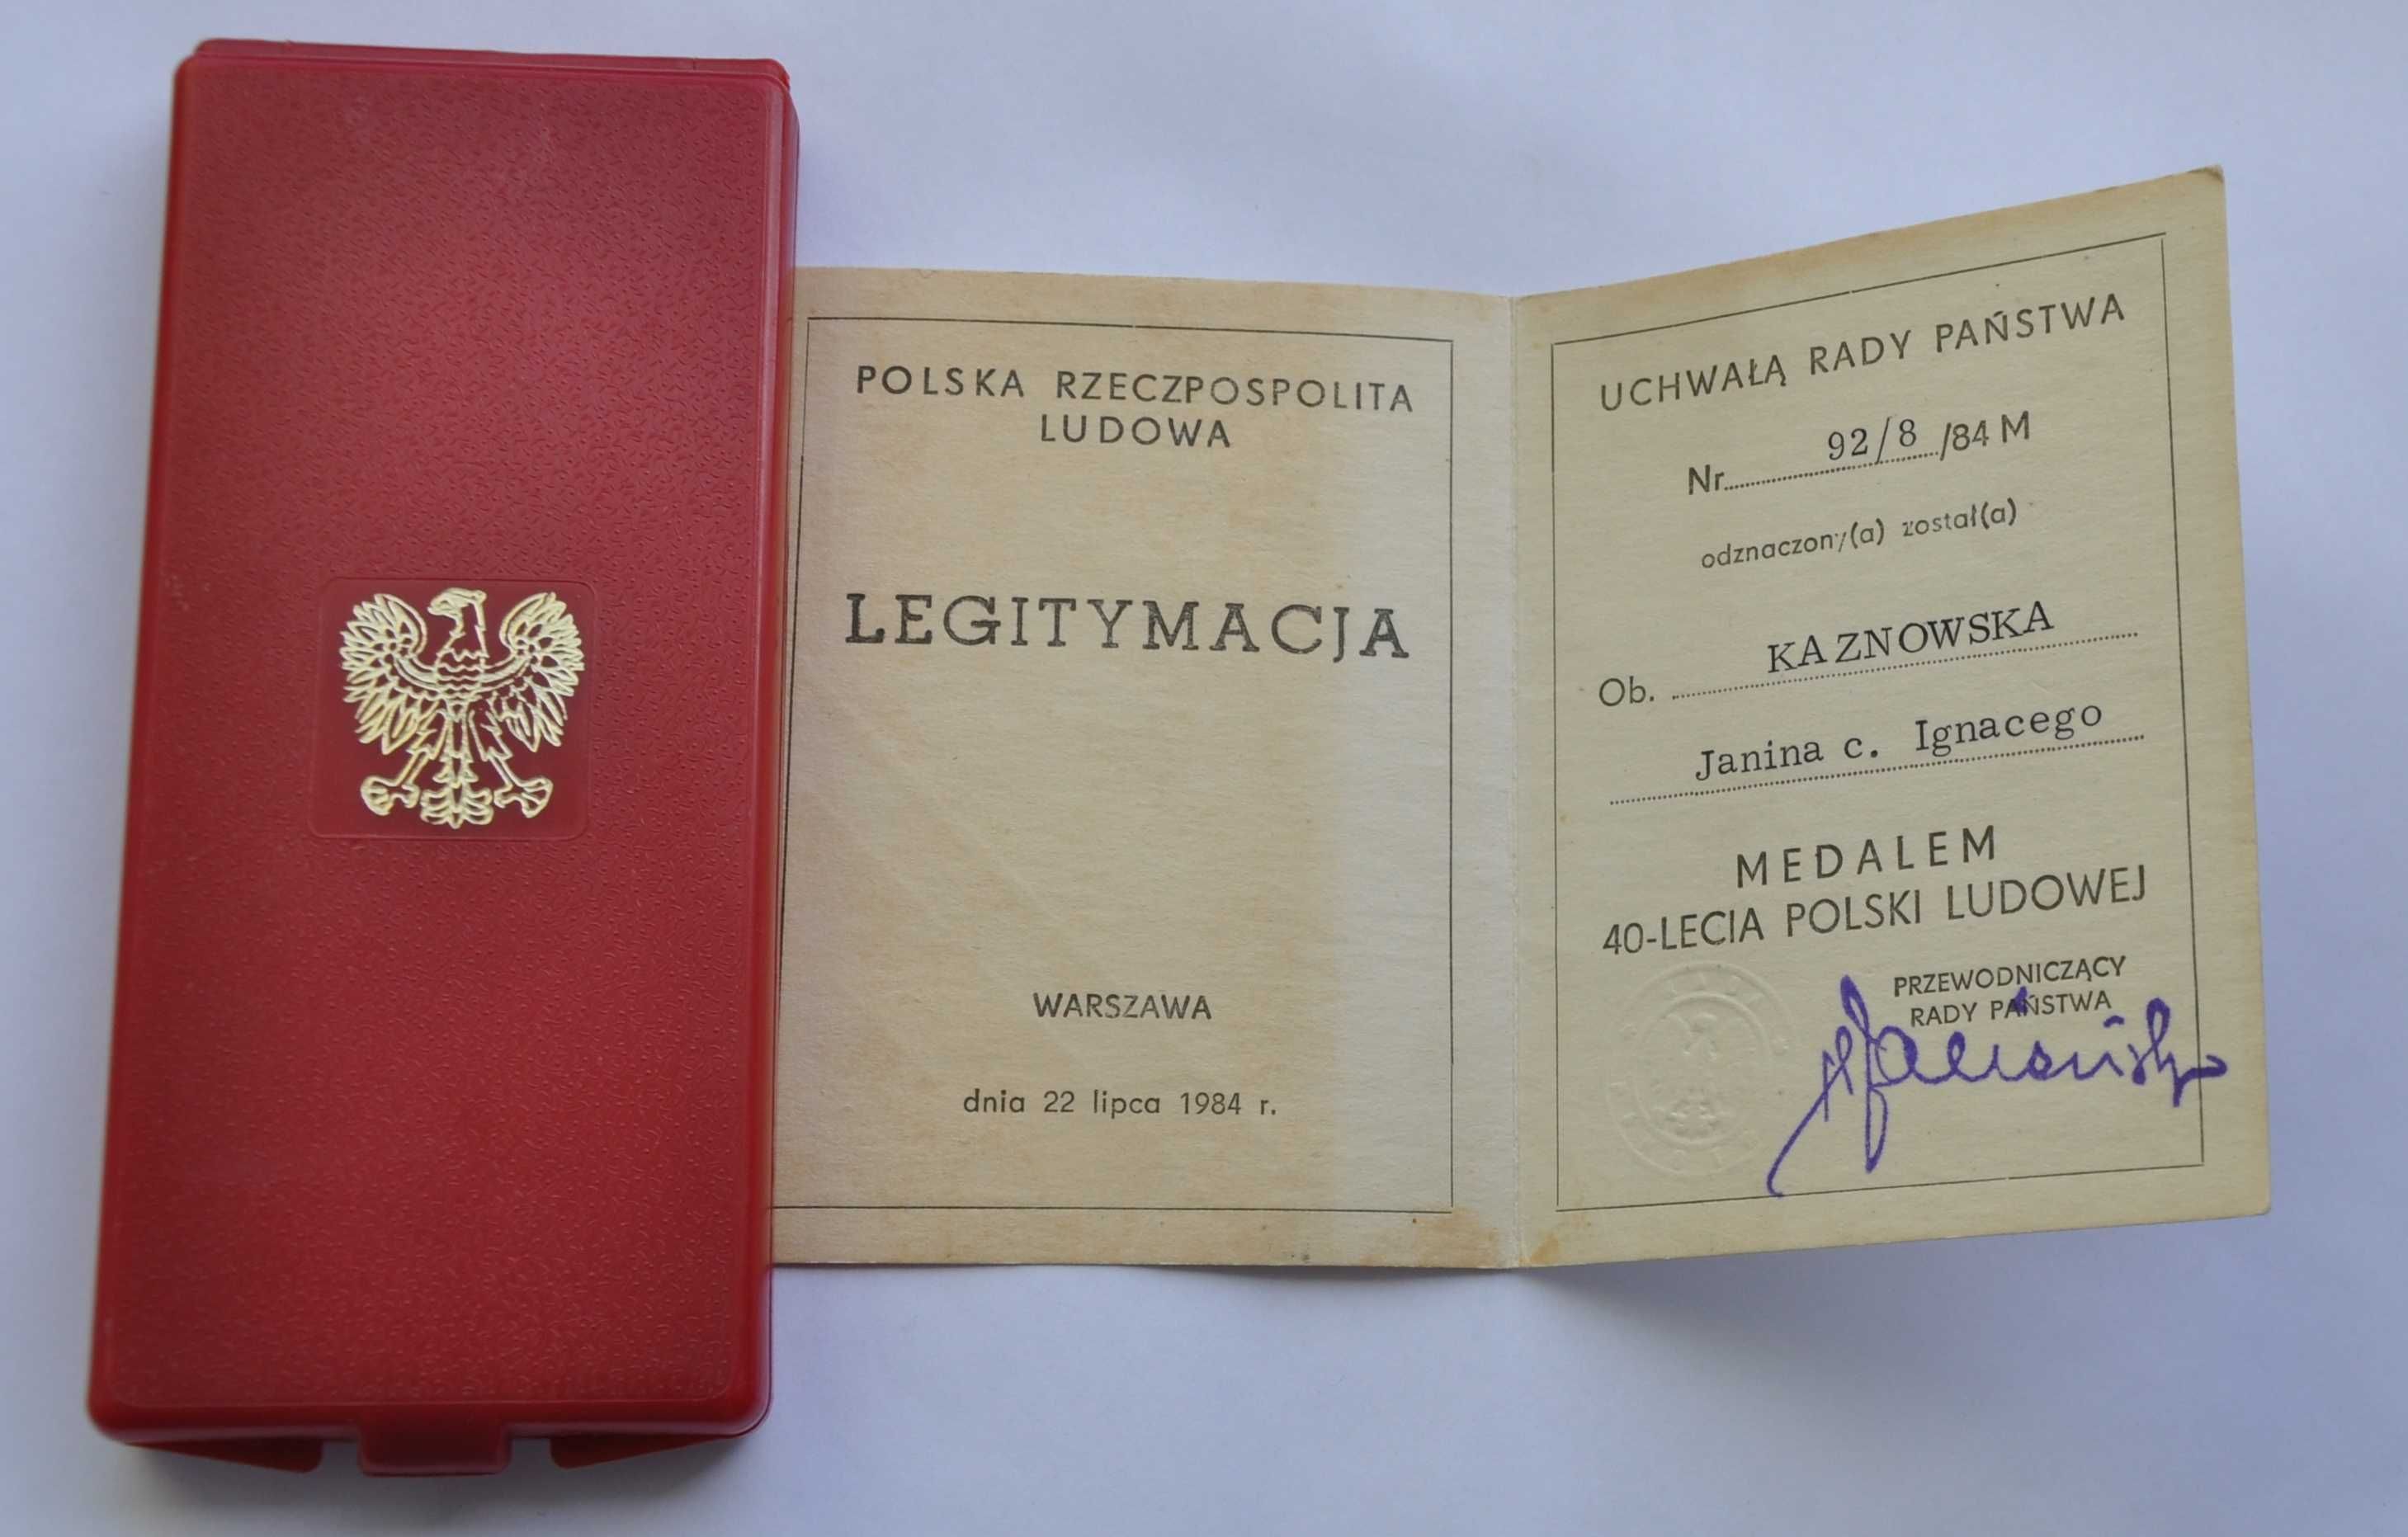 POLSKA RZECZPOSPOLITA
LUDOWA
LEGITYMACJA
WARSZAWA
dnia 22 lipca 1984 r.
UCHWAŁĄ RADY PAŃSTWA
Nr 92/8 /84 M
odznaczony(a) został(a)
Ob. KAZNOWSKA
Janina c. Ignacego
MEDALEM
40-LECIA POLSKI LUDOWEJ
PRZEWODNICZĄCY
RADY PAŃSTWA